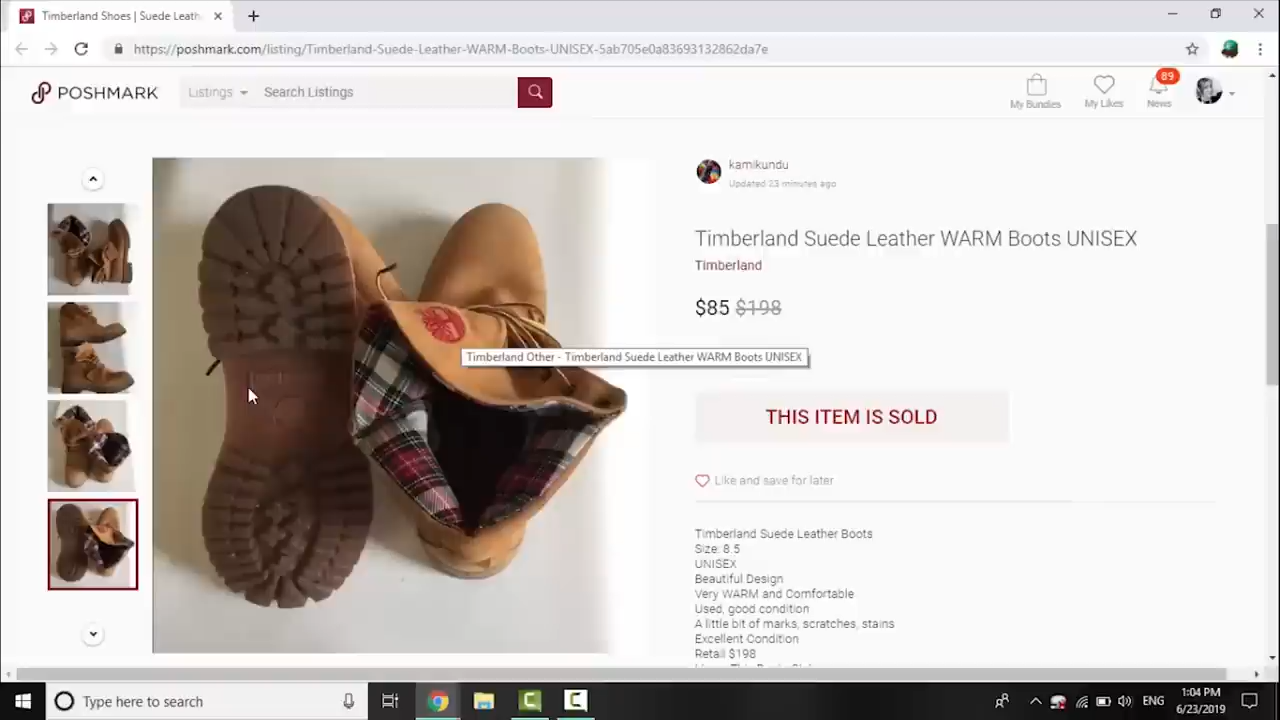 Timberland Shoes | Suede Leath
https://poshmark.com/listing/Timberland-Suede-Leather-WARM-Boots-UNISEX-5ab705e0a83693132862da7e
POSHMARK
Listings
Search Listings
My Bundles
My Likes
89
News
kamikundu
Updated 23 minutes ago
Timberland Suede Leather WARM Boots UNISEX
Timberland
$85 $198
Timberland Other - Timberland Suede Leather WARM Boots UNISEX
THIS ITEM IS SOLD
Like and save for later
Timberland Suede Leather Boots
Size: 8.5
UNISEX
Beautiful Design
Very WARM and Comfortable
Used, good condition
A little bit of marks, scratches, stains
Excellent Condition
Retail $198
Type here to search
ENG
1:04 PM
6/23/2019